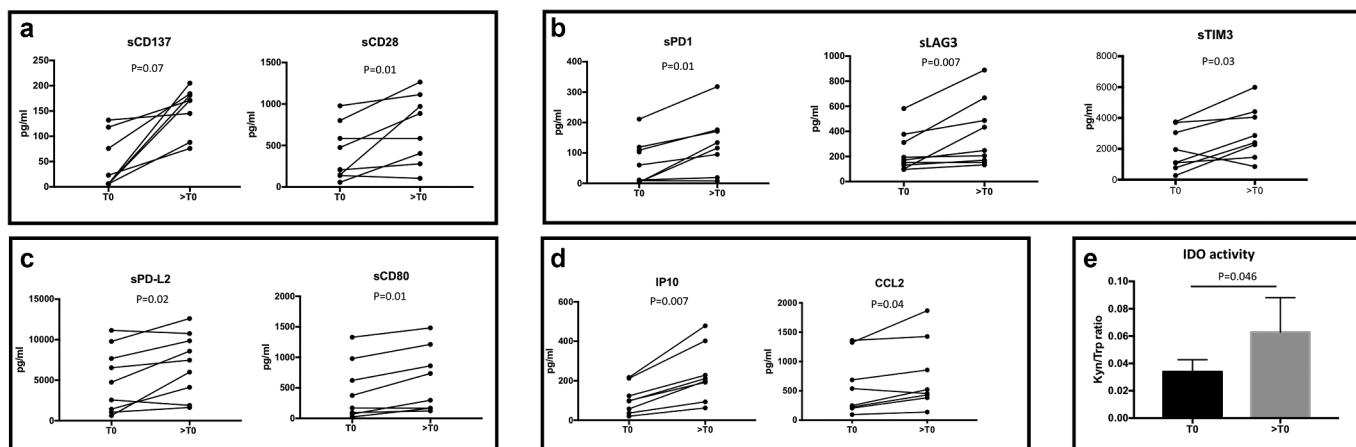 a
sCD137
P=0.07
pg/ml
250
200
150
100
50
0
T0 >T0
sCD28
P=0.01
pg/ml
1500
1000
500
0
T0 >T0
b
sPD1
P=0.01
pg/ml
400
300
200
100
0
T0 >T0
sLAG3
P=0.007
pg/ml
1000
800
600
400
200
0
T0 >T0
sTIM3
P=0.03
pg/ml
8000
6000
4000
2000
0
T0 >T0
c
sPD-L2
P=0.02
pg/ml
15000
10000
5000
0
T0 >T0
sCD80
P=0.01
pg/ml
2000
1500
1000
500
0
T0 >T0
d
IP10
P=0.007
pg/ml
600
400
200
0
T0 >T0
CCL2
P=0.04
pg/ml
2000
1500
1000
500
0
T0 >T0
e
IDO activity
P=0.046
Kyn/Trp ratio
0.10
0.08
0.06
0.04
0.02
0.00
T0 >T0